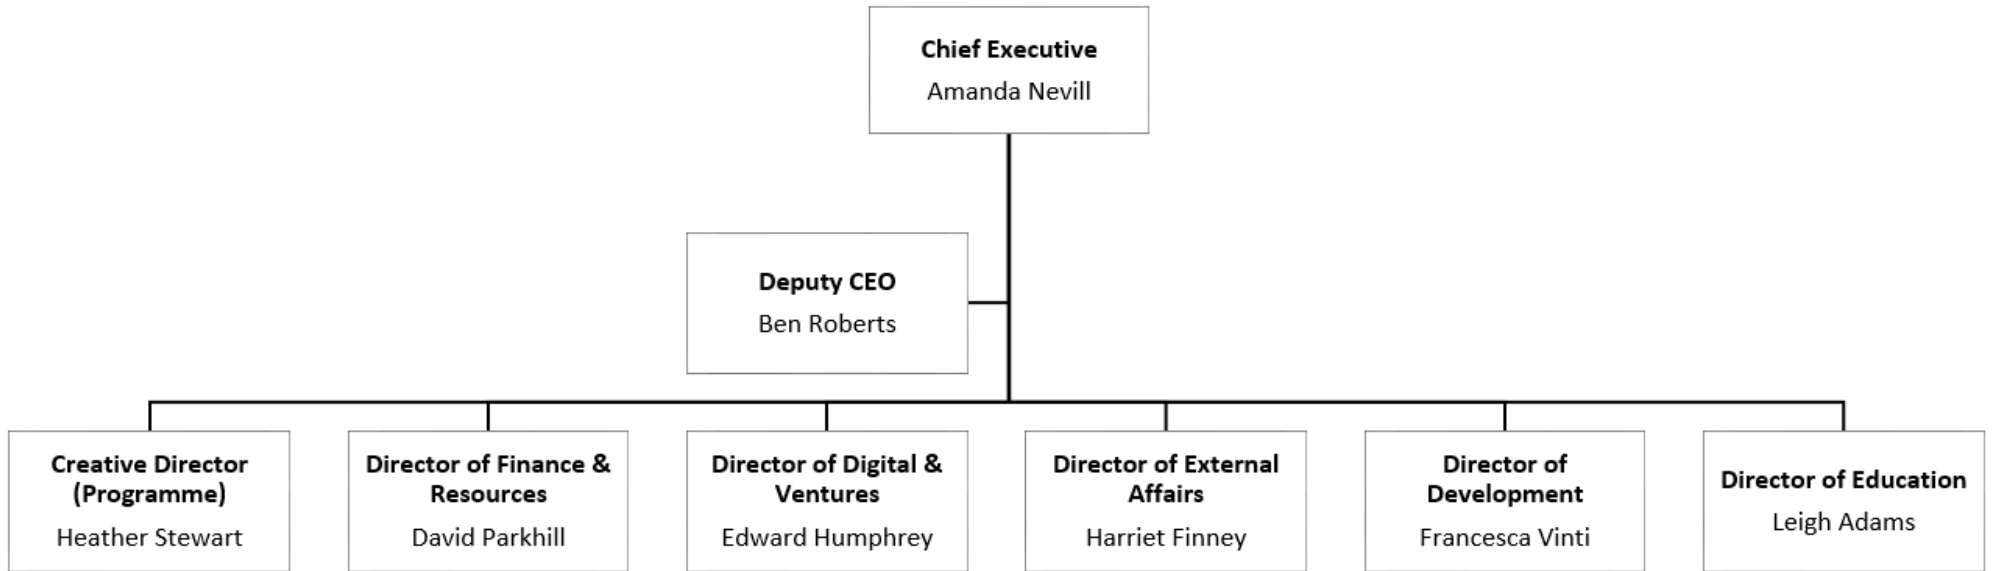 Chief Executive
Amanda Nevill
Deputy CEO
Ben Roberts
Creative Director
(Programme)
Heather Stewart
Director of Finance &
Resources
David Parkhill
Director of Digital &
Ventures
Edward Humphrey
Director of External
Affairs
Harriet Finney
Director of
Development
Francesca Vinti
Director of Education
Leigh Adams